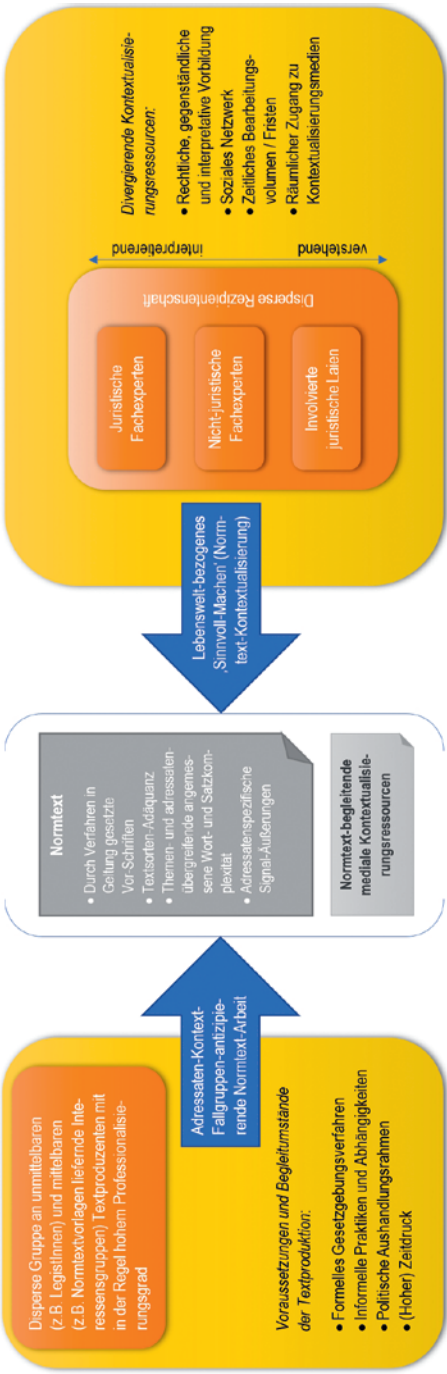 Disperse Gruppe an unmittelbaren
(z.B. LegistInnen) und mittelbaren
(z.B. Normtextvorlagen liefernde Inte-
ressensgruppen) Textproduzenten mit
in der Regel hohem Professionalisie-
rungsgrad
Voraussetzungen und Begleitumstände
der Textproduktion:
• Formelles Gesetzgebungsverfahren
• Informelle Praktiken und Abhängigkeiten
• Politische Aushandlungsrahmen
• (Hoher) Zeitdruck
Adressaten-Kontext-
Fallgruppen-antizipie-
rende Normtext-Arbeit
Normtext
• Durch Verfahren in
Geltung gesetzte
Vor-Schriften
• Textsorten-Adäquanz
• Themen- und adressaten-
übergreifende angemes-
sene Wort- und Satzkom-
plexität
• Adressatenspezifische
Signal-Äußerungen
Normtext-begleitende
mediale Kontextualisie-
rungsressourcen
Lebenswelt-bezogenes
‚Sinnvoll-Machen' (Norm-
text-Kontextualisierung)
Juristische
Fachexperten
Nicht-juristische
Fachexperten
Involvierte
juristische Laien
Disperse Rezipientenschaft
interpretierend
verstehend
Divergierende Kontextualisie-
rungsressourcen:
• Rechtliche, gegenständliche
und interpretative Vorbildung
• Soziales Netzwerk
• Zeitliches Bearbeitungs-
volumen / Fristen
• Räumlicher Zugang zu
Kontextualisierungsmedien